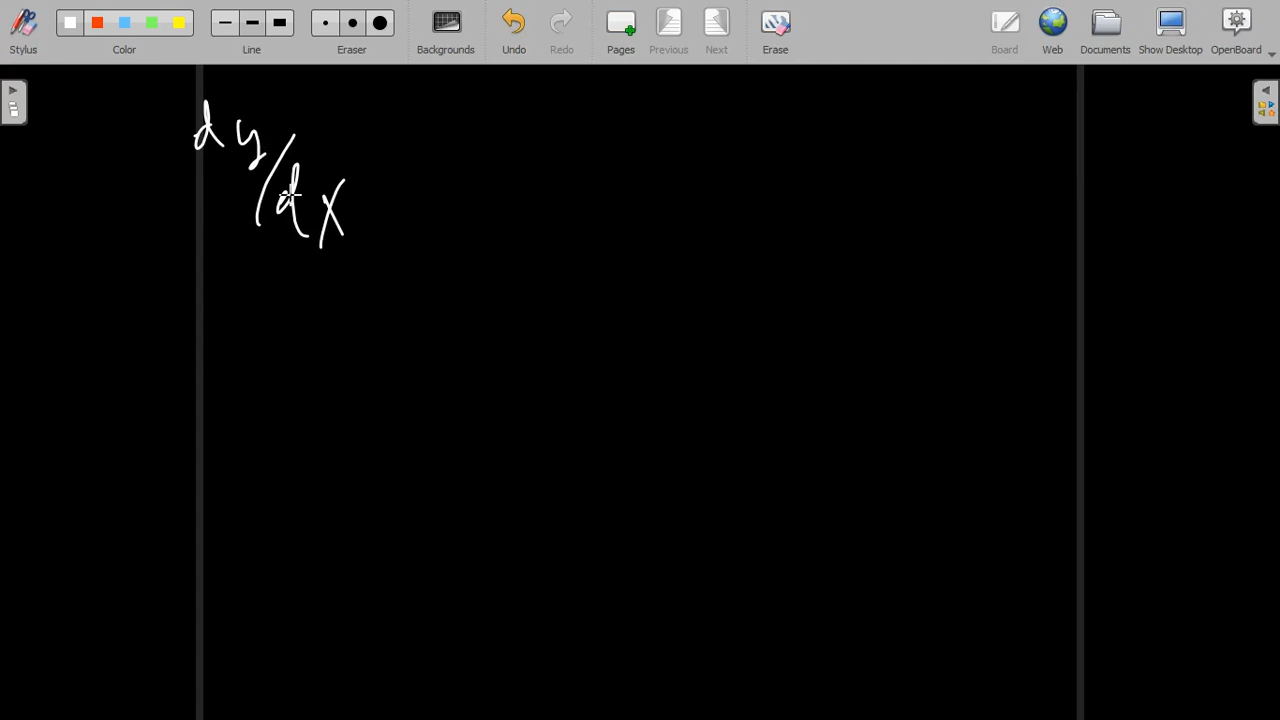 Stylus
Color
Line
Eraser
Backgrounds
Undo
Redo
Pages
Previous
Next
Erase
Board
Web
Documents
Show Desktop
OpenBoard
dy/dx